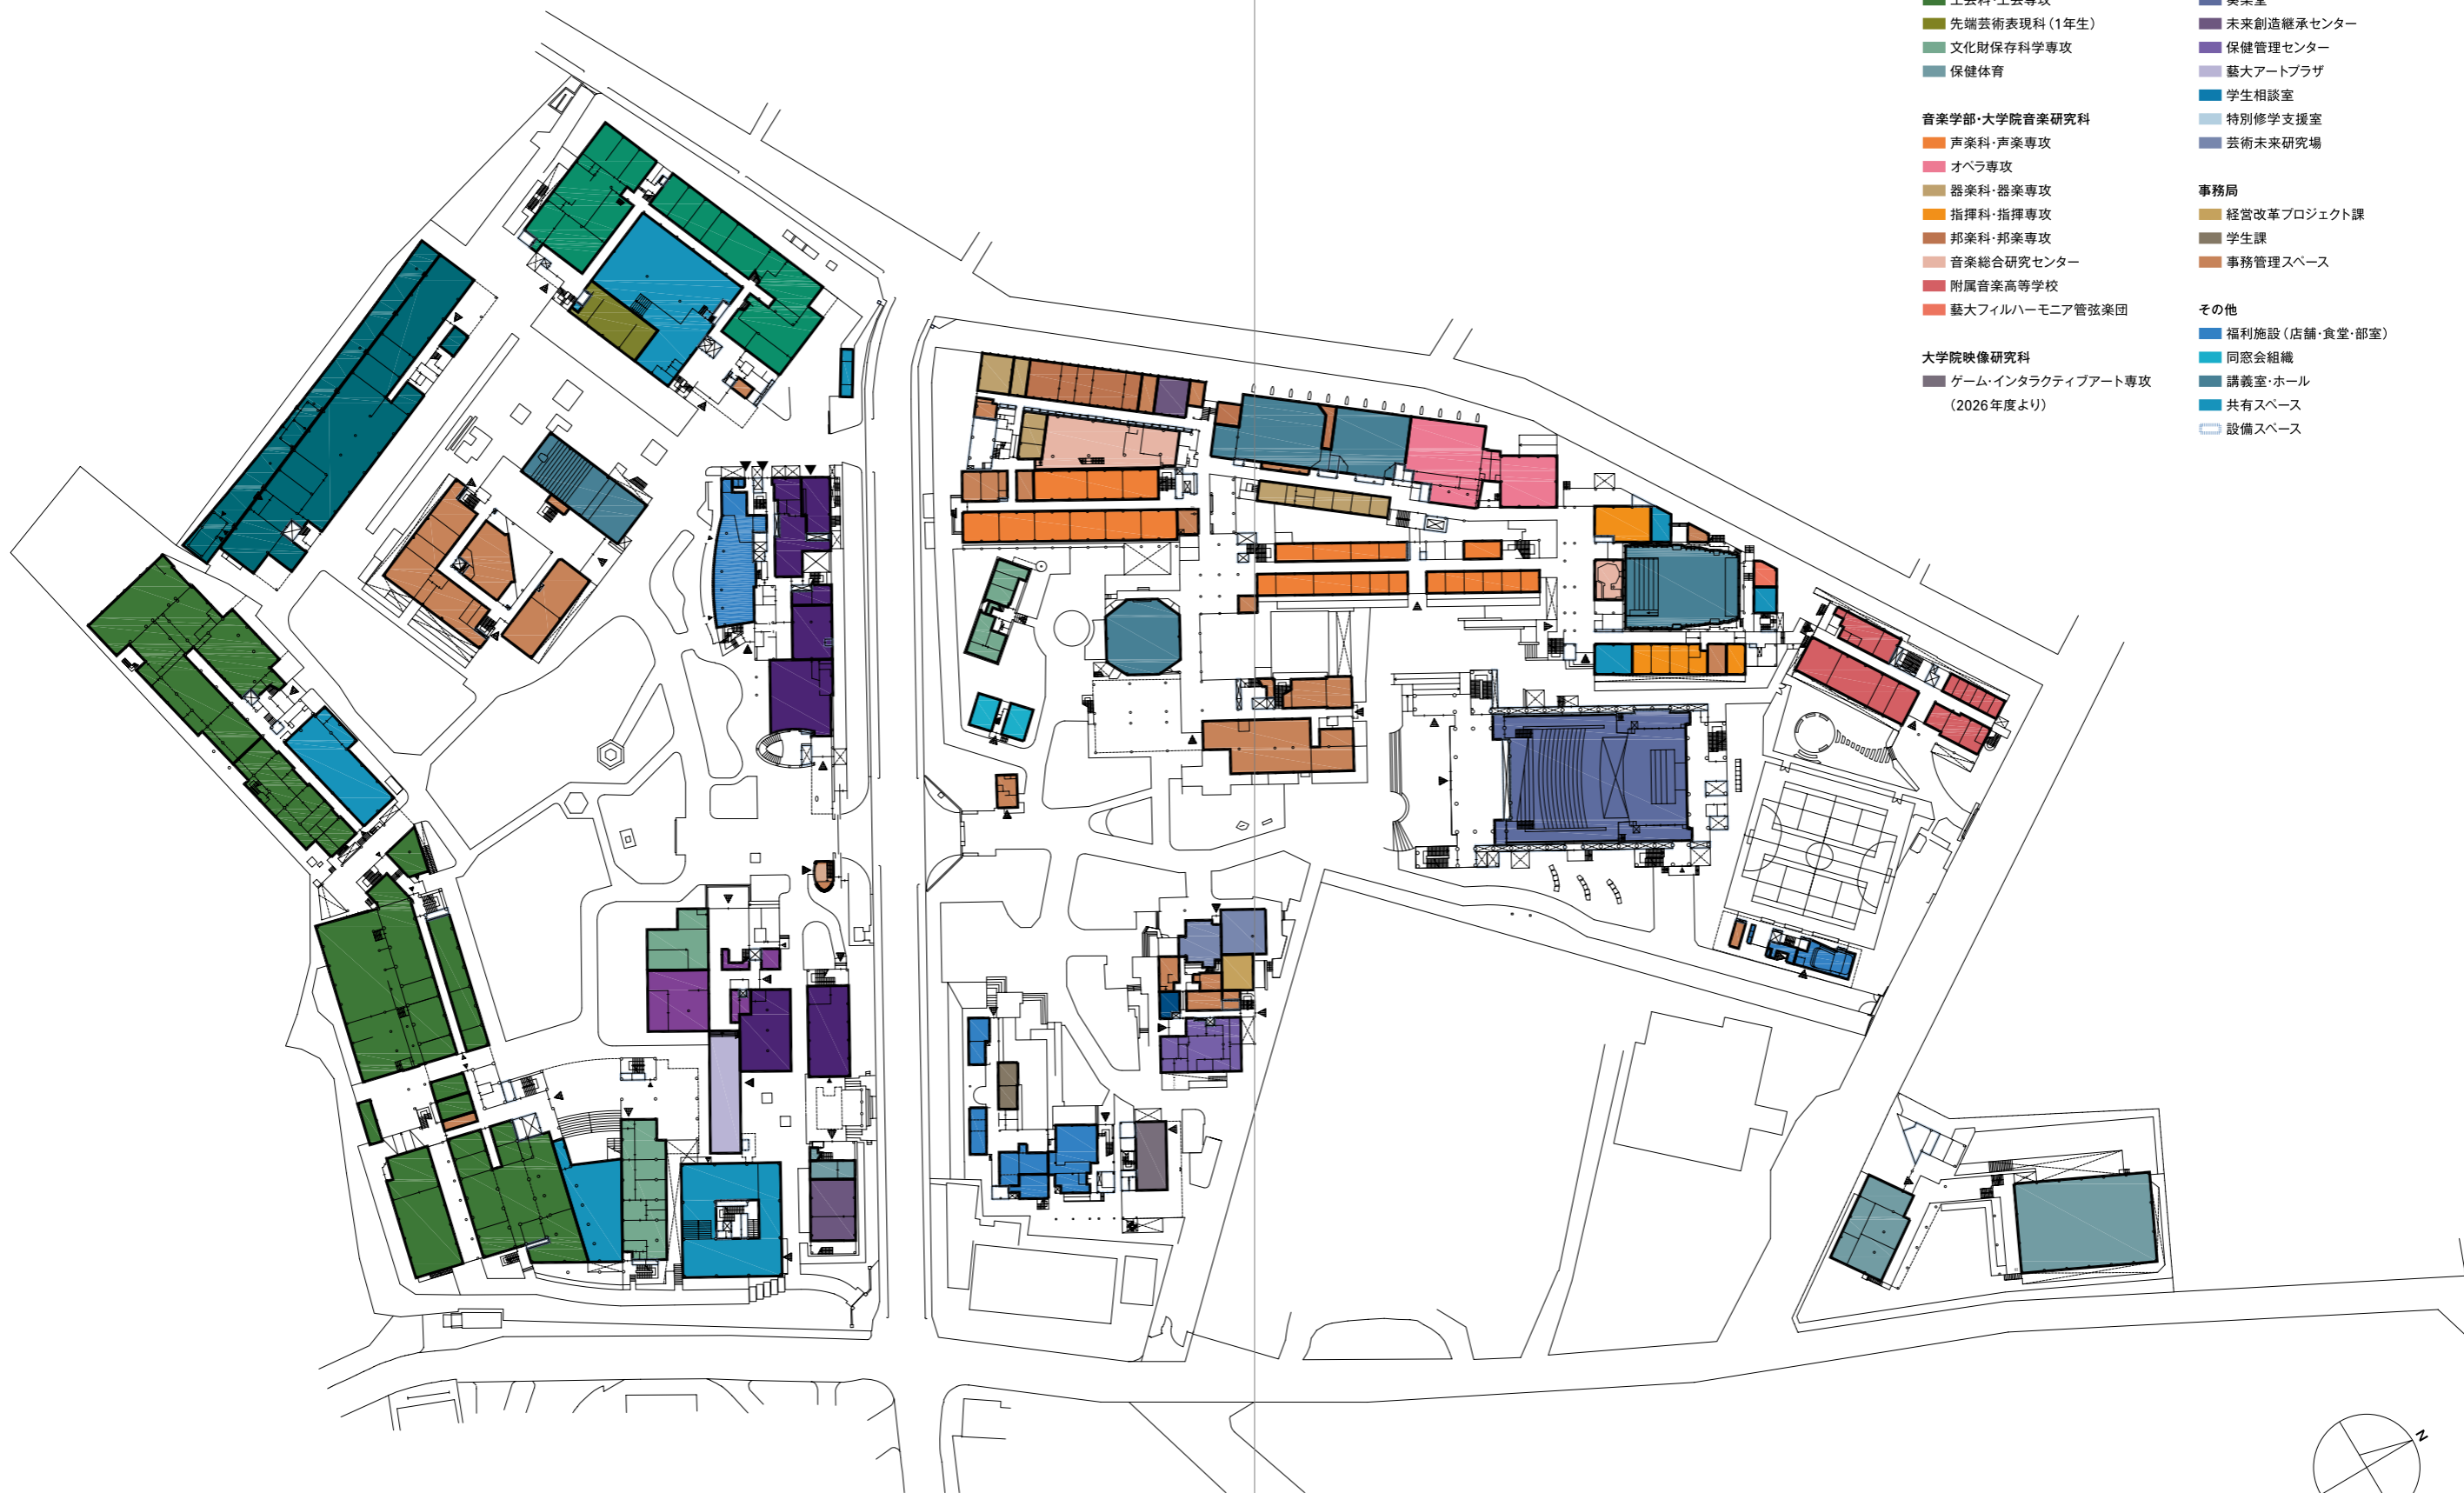 工芸科・工芸専攻
先端芸術表現科（1年生）
文化財保存科学専攻
保健体育
音楽学部・大学院音楽研究科
声楽科・声楽専攻
オペラ専攻
器楽科・器楽専攻
指揮科・指揮専攻
邦楽科・邦楽専攻
音楽総合研究センター
附属音楽高等学校
藝大フィルハーモニア管弦楽団
大学院映像研究科
ゲーム・インタラクティブアート専攻
（2026年度より）
奏楽堂
未来創造継承センター
保健管理センター
藝大アートプラザ
学生相談室
特別修学支援室
芸術未来研究場
事務局
経営改革プロジェクト課
学生課
事務管理スペース
その他
福利施設（店舗・食堂・部室）
同窓会組織
講義室・ホール
共有スペース
設備スペース
N